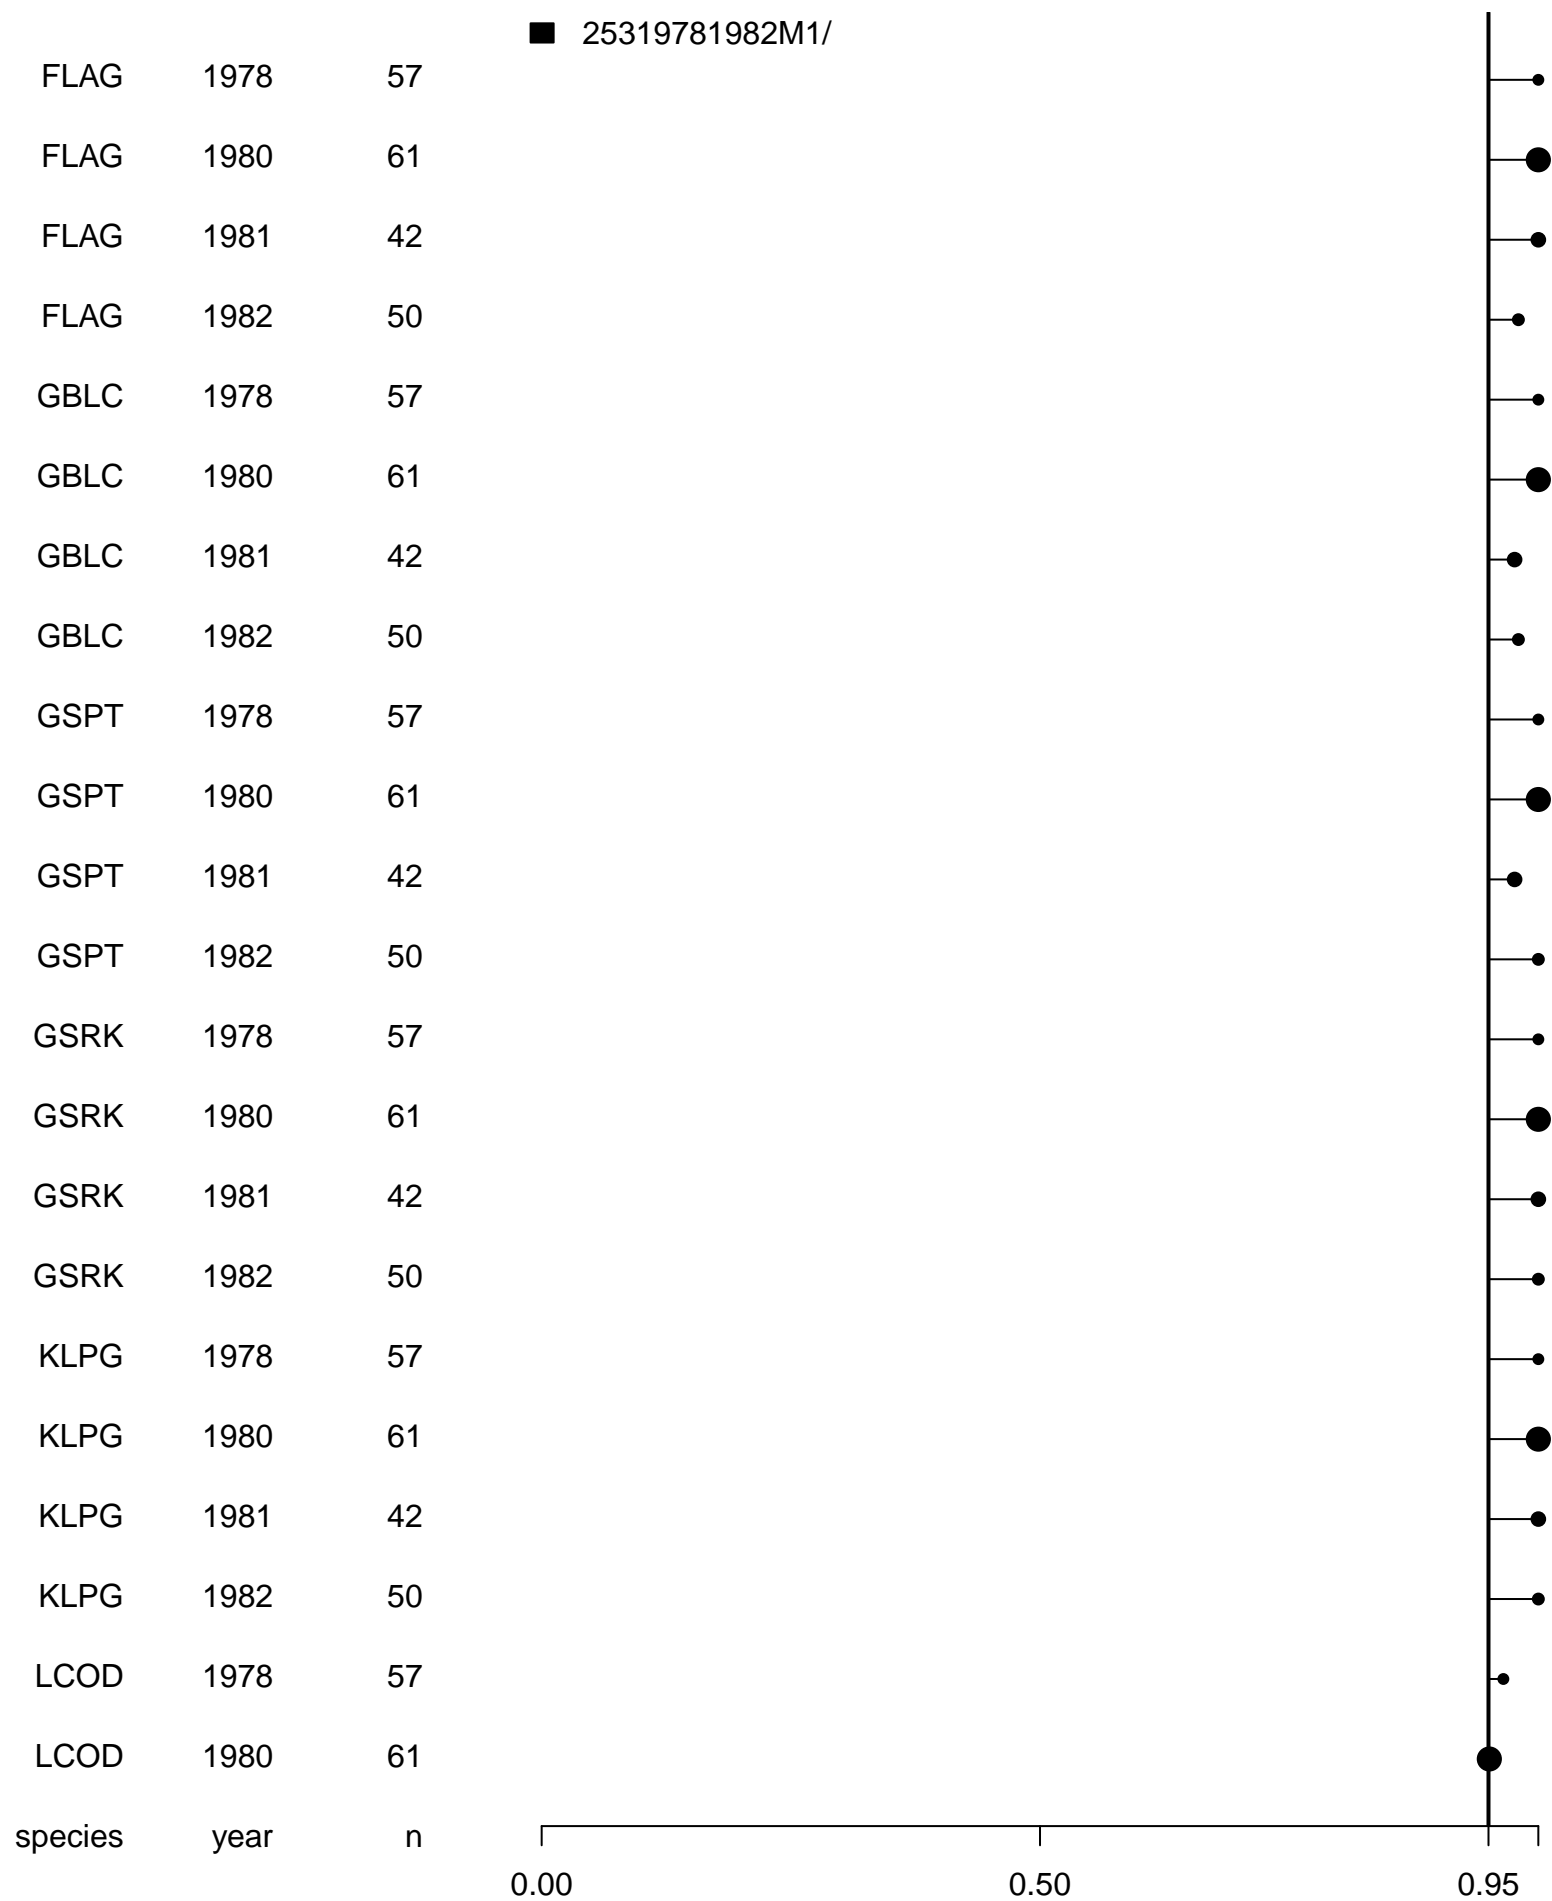 25319781982M1/
FLAG 1978 57
FLAG 1980 61
FLAG 1981 42
FLAG 1982 50
GBLC 1978 57
GBLC 1980 61
GBLC 1981 42
GBLC 1982 50
GSPT 1978 57
GSPT 1980 61
GSPT 1981 42
GSPT 1982 50
GSRK 1978 57
GSRK 1980 61
GSRK 1981 42
GSRK 1982 50
KLPG 1978 57
KLPG 1980 61
KLPG 1981 42
KLPG 1982 50
LCOD 1978 57
LCOD 1980 61
species year n
0.00 0.50 0.95